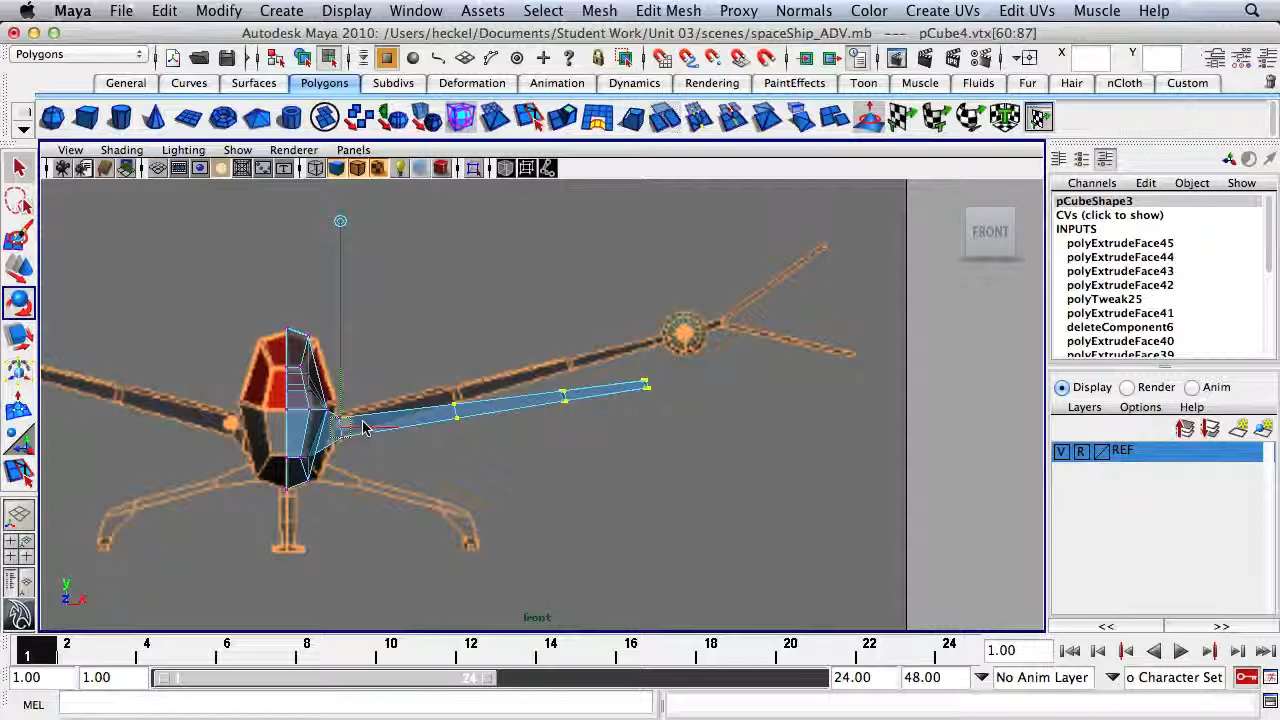 Maya File Edit Modify Create Display Window Assets Select Mesh Edit Mesh Proxy Normals Color Create UVs Edit UVs Muscle Help
Autodesk Maya 2010: /Users/heckel/Documents/Student Work/Unit 03/scenes/spaceShip_ADV.mb --- pCube4.vtx[60:87]
Polygons X Y
General Curves Surfaces Polygons Subdivs Deformation Animation Dynamics Rendering PaintEffects Toon Muscle Fluids Fur Hair nCloth Custom
View Shading Lighting Show Renderer Panels
Channels Edit Object Show
pCubeShape3
CVs (click to show)
INPUTS
polyExtrudeFace45
polyExtrudeFace44
polyExtrudeFace43
polyExtrudeFace42
polyTweak25
polyExtrudeFace41
deleteComponent6
polyExtrudeFace40
polyExtrudeFace39
FRONT
Display Render Anim
Layers Options Help
V R REF
y
z x
front
<< >>
1 2 4 6 8 10 12 14 16 18 20 22 24 1.00
1.00 1.00 1 24 24.00 48.00 No Anim Layer o Character Set
MEL